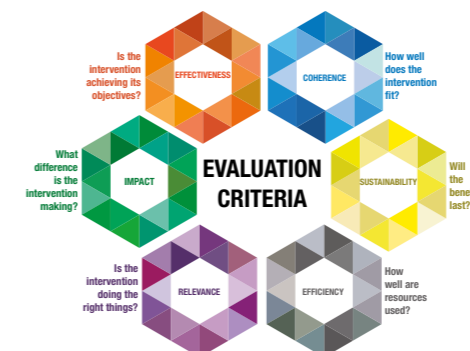 Is the
intervention
achieving its
objectives?
EFFECTIVENESS
COHERENCE
How well
does the
intervention
fit?
What
difference
is the
intervention
making?
IMPACT
EVALUATION
CRITERIA
SUSTAINABILITY
Will
the
last?
Is the
intervention
doing the
right things?
RELEVANCE
EFFICIENCY
How
well are
resources
used?